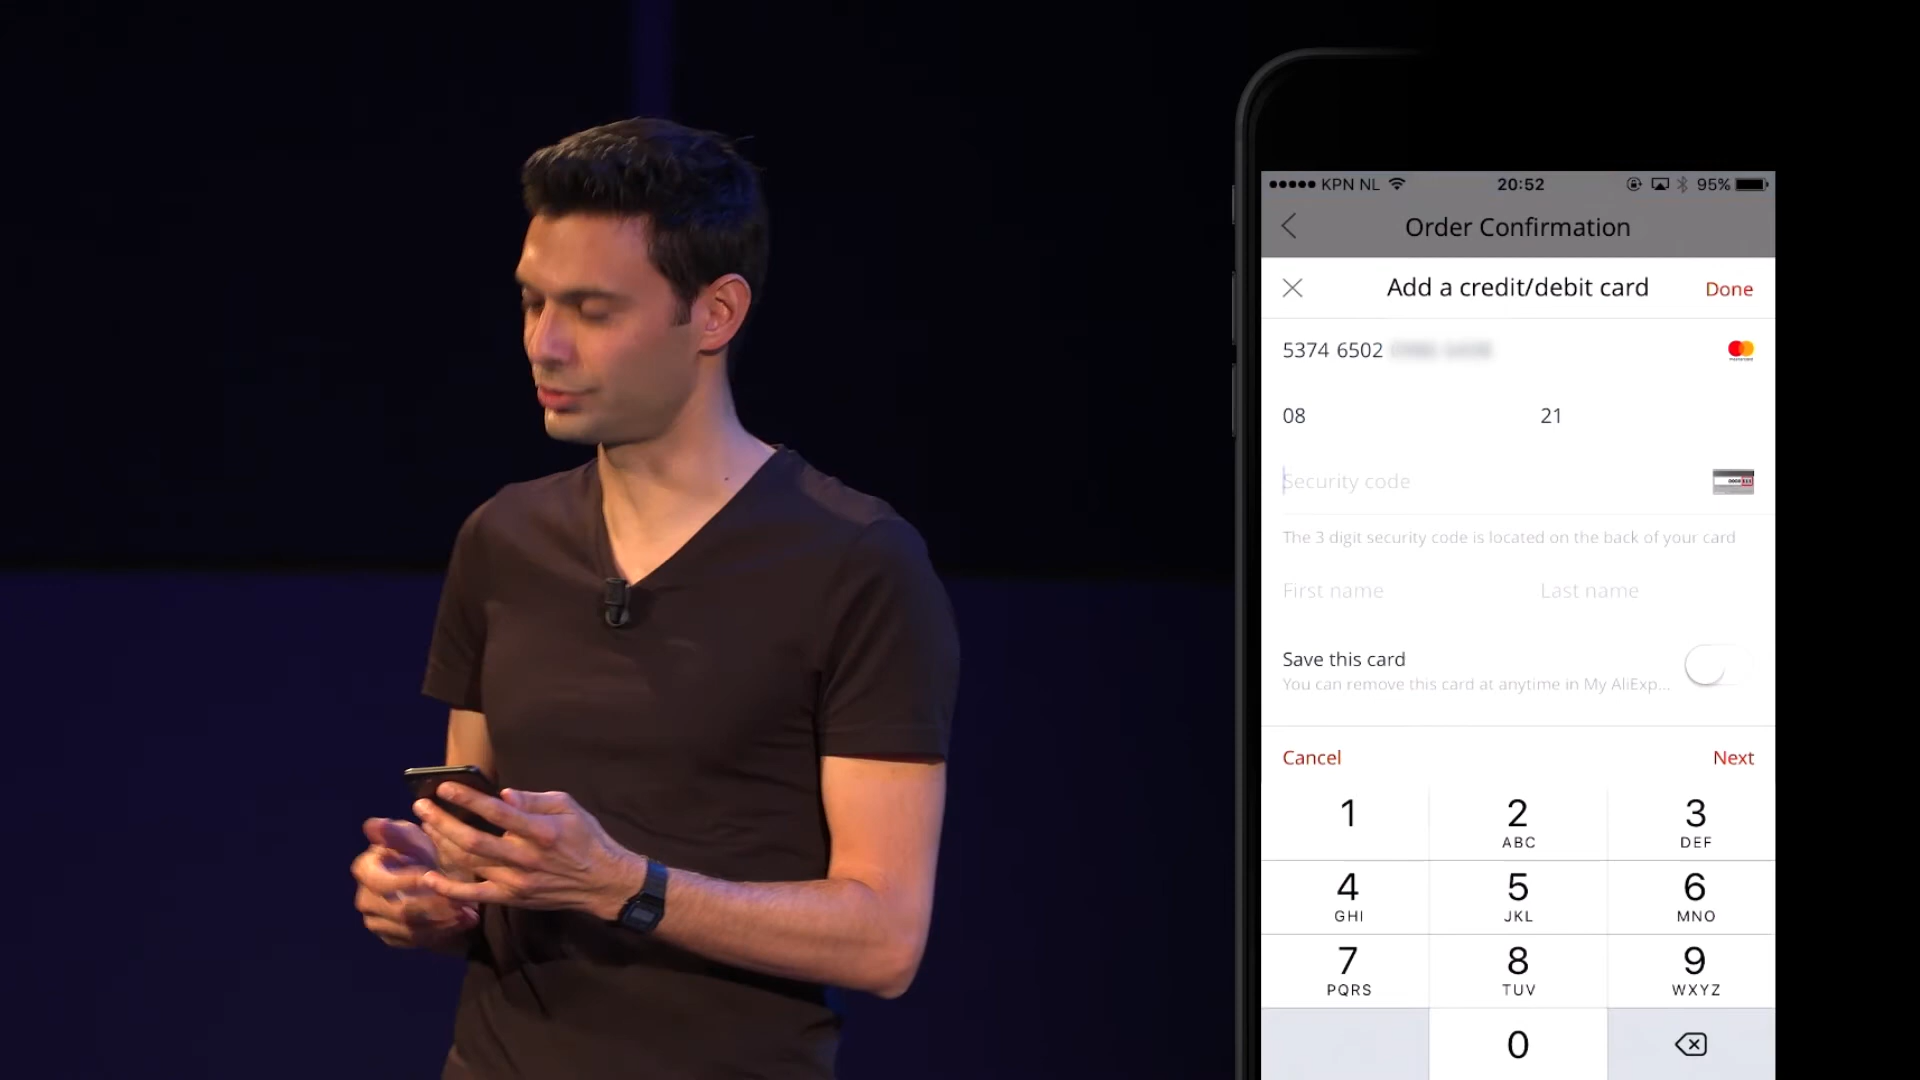 KPN NL 20:52 95%
Order Confirmation
Add a credit/debit card Done
5374 6502
08 21
Security code
The 3 digit security code is located on the back of your card
First name Last name
Save this card
You can remove this card at anytime in My AliExp...
Cancel Next
1 2 3
ABC DEF
4 5 6
GHI JKL MNO
7 8 9
PQRS TUV WXYZ
0